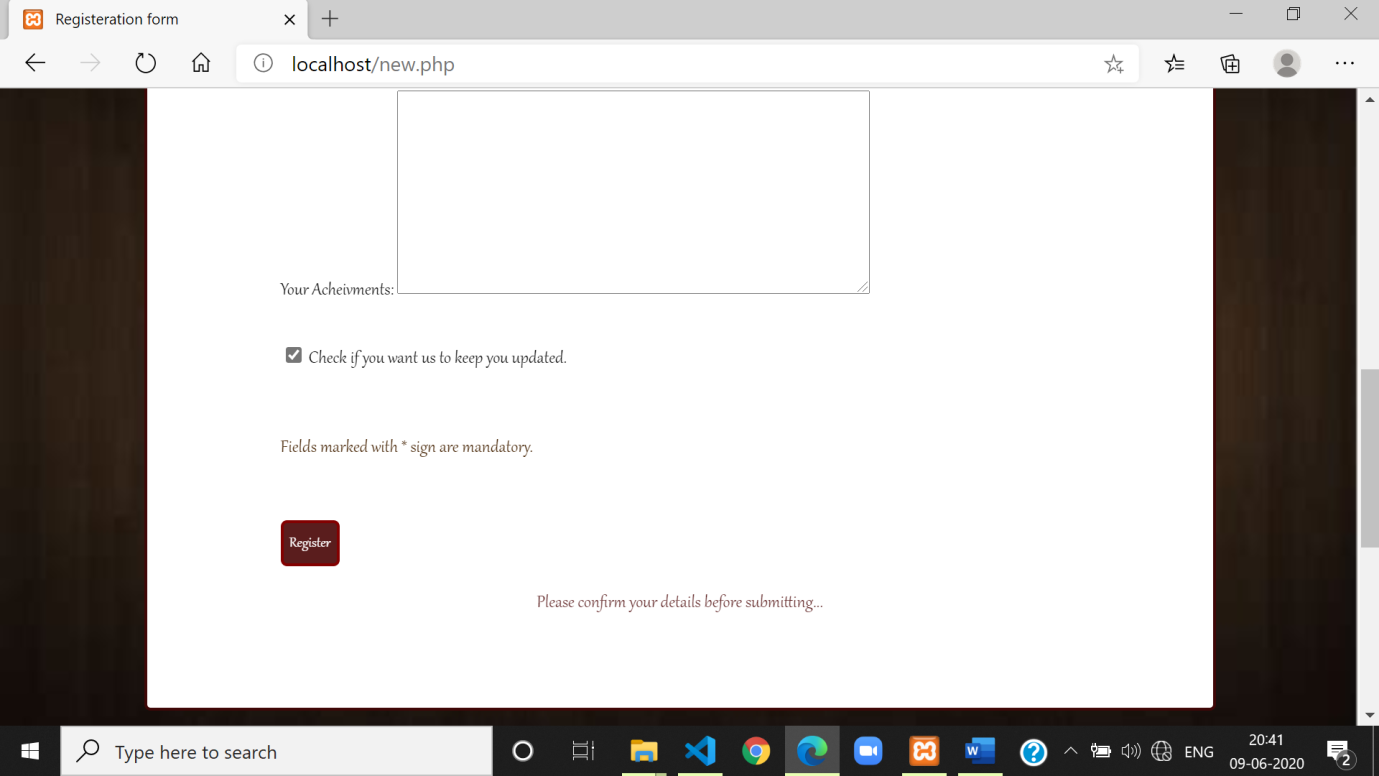 Registeration form
localhost/new.php
Your Acheivments:
Check if you want us to keep you updated.
Fields marked with * sign are mandatory.
Register
Please confirm your details before submitting...
Type here to search
W
?
ENG
20:41
09-06-2020
2